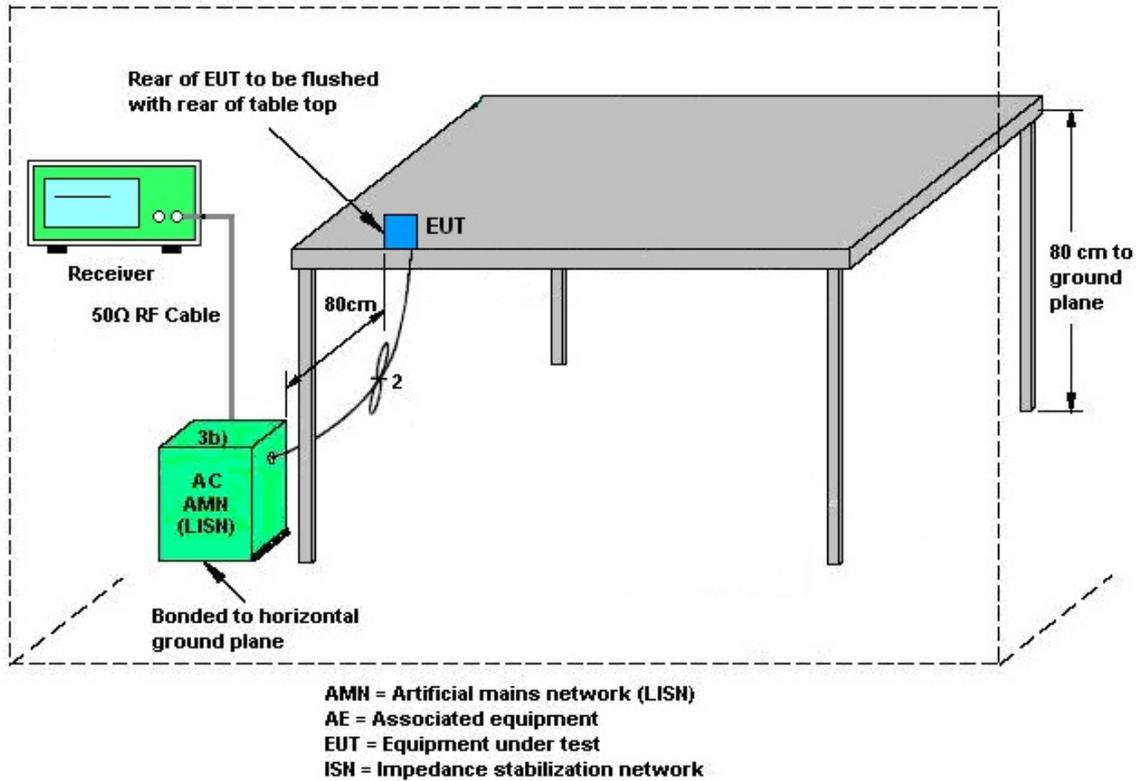 Rear of EUT to be flushed
with rear of table top
EUT
Receiver
50Ω RF Cable
80cm
80 cm to
ground
plane
2
3b)
AC
AMN
(LISN)
Bonded to horizontal
ground plane
AMN = Artificial mains network (LISN)
AE = Associated equipment
EUT = Equipment under test
ISN = Impedance stabilization network